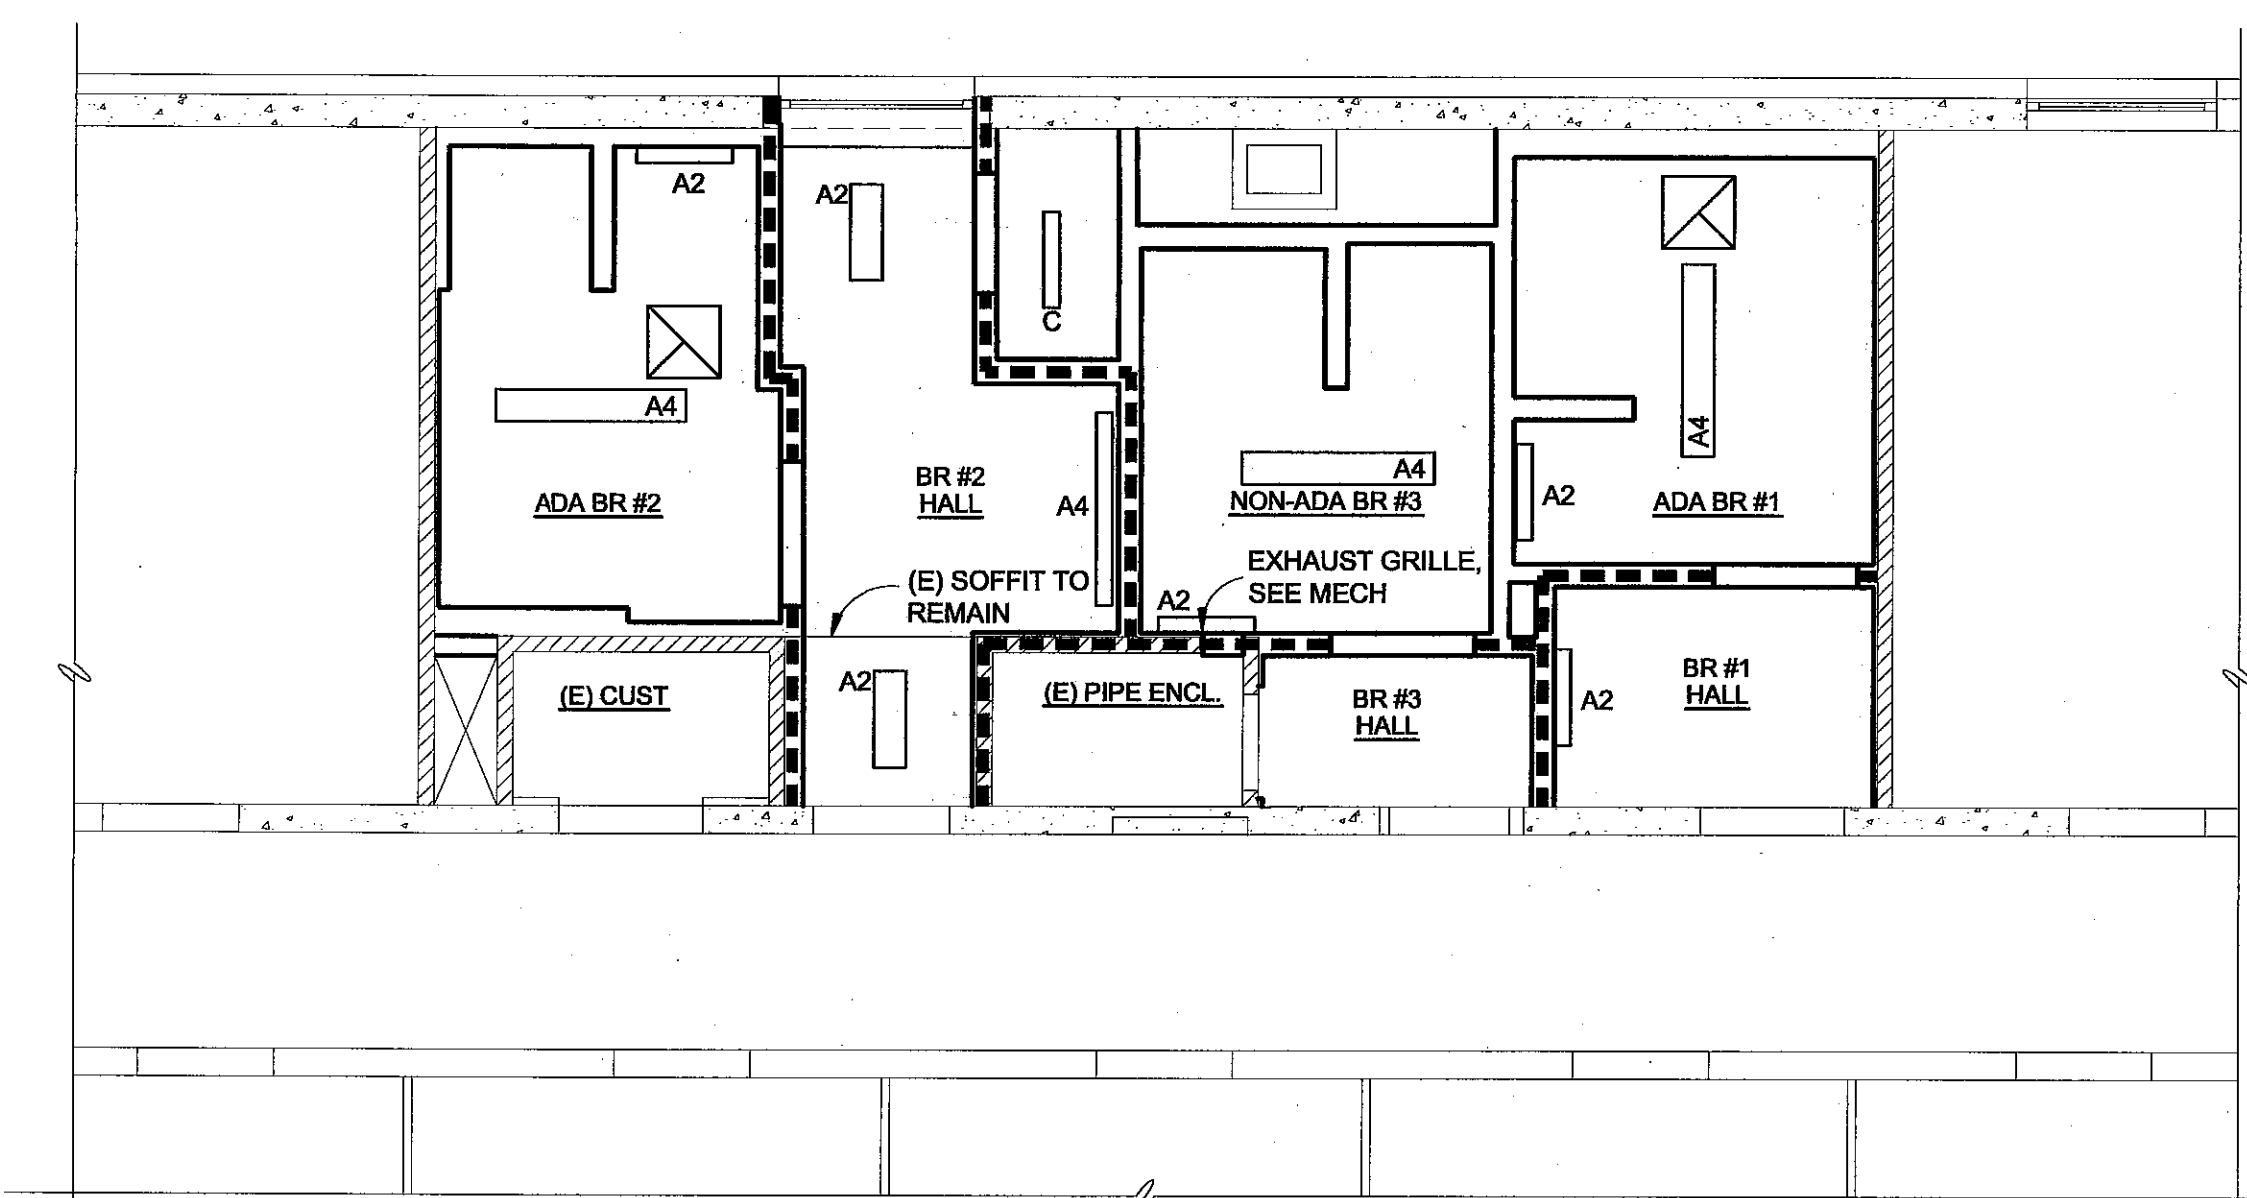 A2
A2
C
A4
A4
ADA BR #2
BR #2
HALL
A4
A4
NON-ADA BR #3
A2
ADA BR #1
(E) SOFFIT TO
REMAIN
EXHAUST GRILLE,
SEE MECH
A2
(E) CUST
A2
(E) PIPE ENCL.
BR #3
HALL
A2
BR #1
HALL